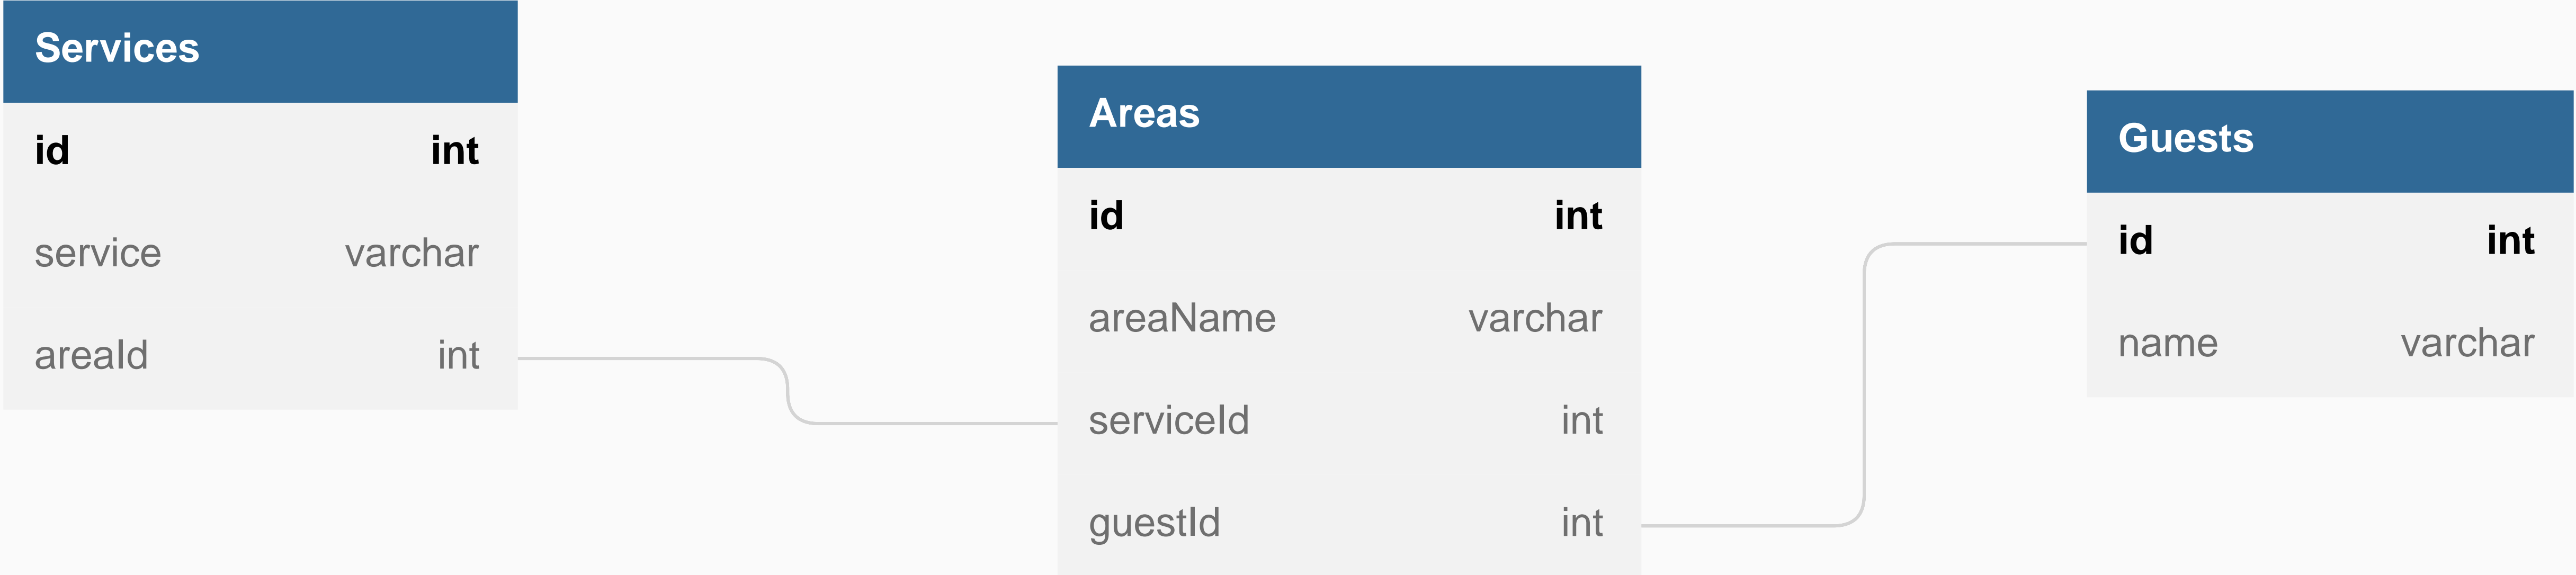 Services
id int
service varchar
areaId int
Areas
id int
areaName varchar
serviceId int
guestId int
Guests
id int
name varchar